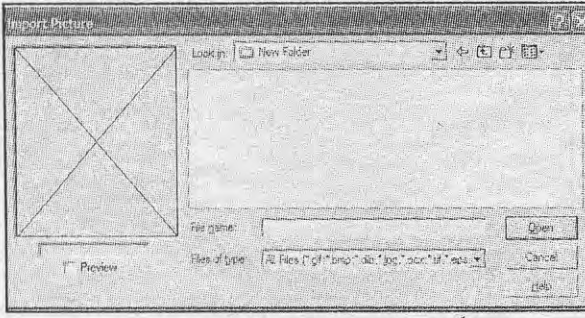 Import Picture
Look in: New Folder
File name:
Open
Files of type: All Files (*.gif;*.bmp;*.dib;*.jpg;*.pcx;*.tif;*.eps
Cancel
Preview
Help